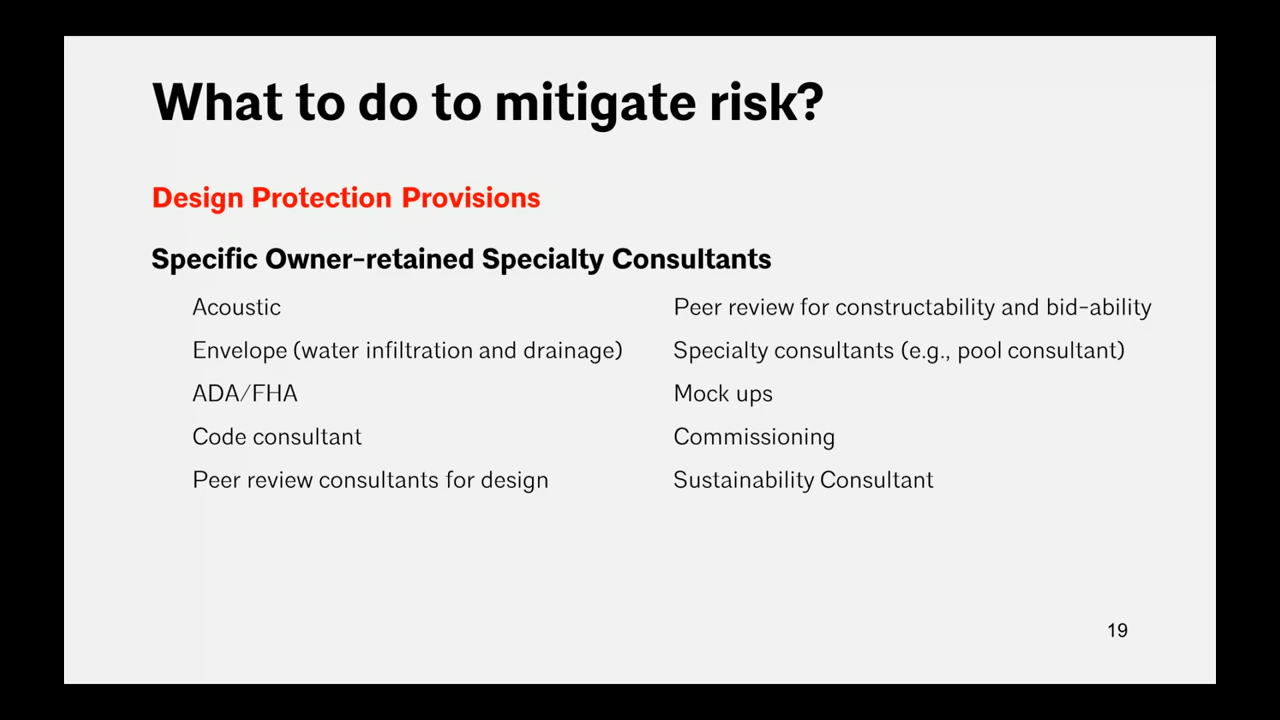 What to do to mitigate risk?
Design Protection Provisions
Specific Owner-retained Specialty Consultants
Acoustic
Envelope (water infiltration and drainage)
ADA/FHA
Code consultant
Peer review consultants for design
Peer review for constructability and bid-ability
Specialty consultants (e.g., pool consultant)
Mock ups
Commissioning
Sustainability Consultant
19